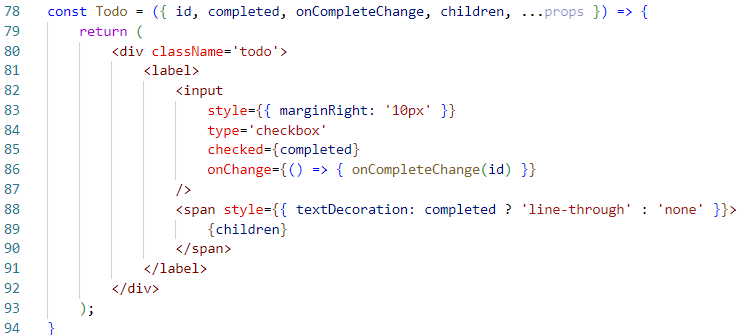 78 const Todo = ({ id, completed, onCompleteChange, children, ...props }) => {
79     return (
80         <div className='todo'>
81             <label>
82                 <input
83                     style={{ marginRight: '10px' }}
84                     type='checkbox'
85                     checked={completed}
86                     onChange={() => { onCompleteChange(id) }}
87                 />
88                 <span style={{ textDecoration: completed ? 'line-through' : 'none' }}>
89                     {children}
90                 </span>
91             </label>
92         </div>
93     );
94 }